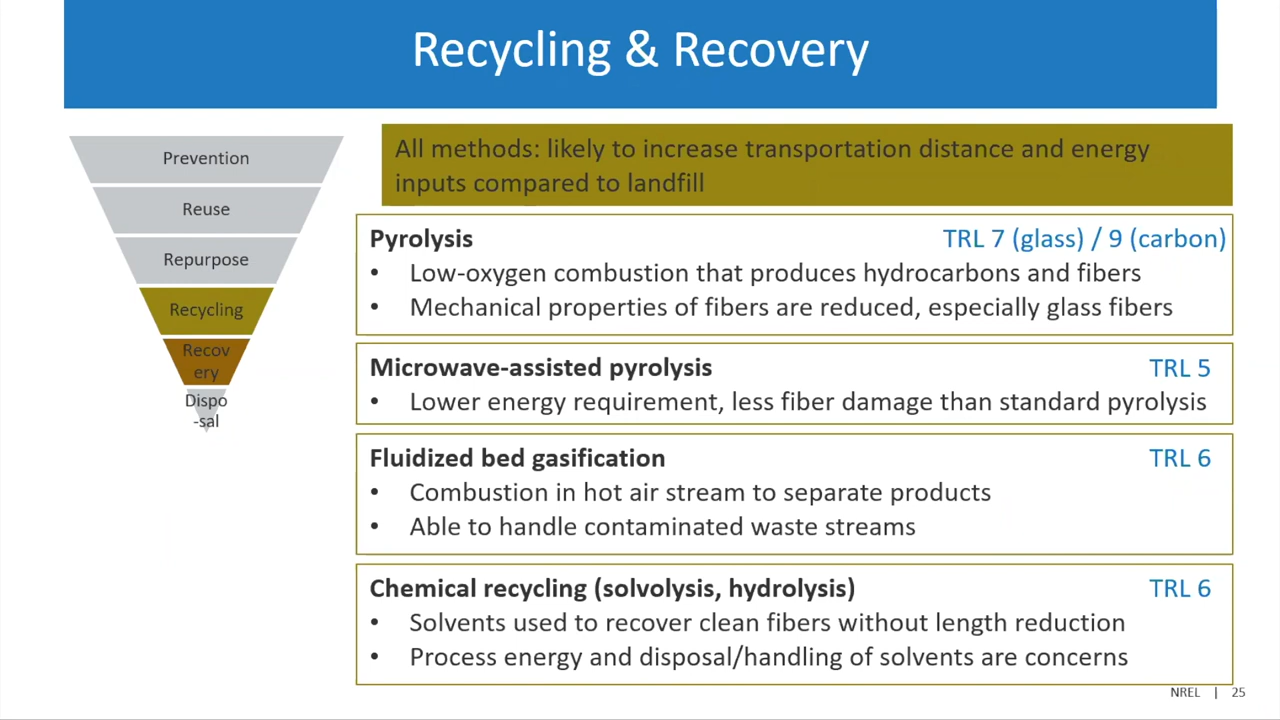 Recycling & Recovery
Prevention
Reuse
Repurpose
Recycling
Recov
ery
Dispo
-sal
All methods: likely to increase transportation distance and energy
inputs compared to landfill
Pyrolysis TRL 7 (glass) / 9 (carbon)
• Low-oxygen combustion that produces hydrocarbons and fibers
• Mechanical properties of fibers are reduced, especially glass fibers
Microwave-assisted pyrolysis TRL 5
• Lower energy requirement, less fiber damage than standard pyrolysis
Fluidized bed gasification TRL 6
• Combustion in hot air stream to separate products
• Able to handle contaminated waste streams
Chemical recycling (solvolysis, hydrolysis) TRL 6
• Solvents used to recover clean fibers without length reduction
• Process energy and disposal/handling of solvents are concerns
NREL | 25